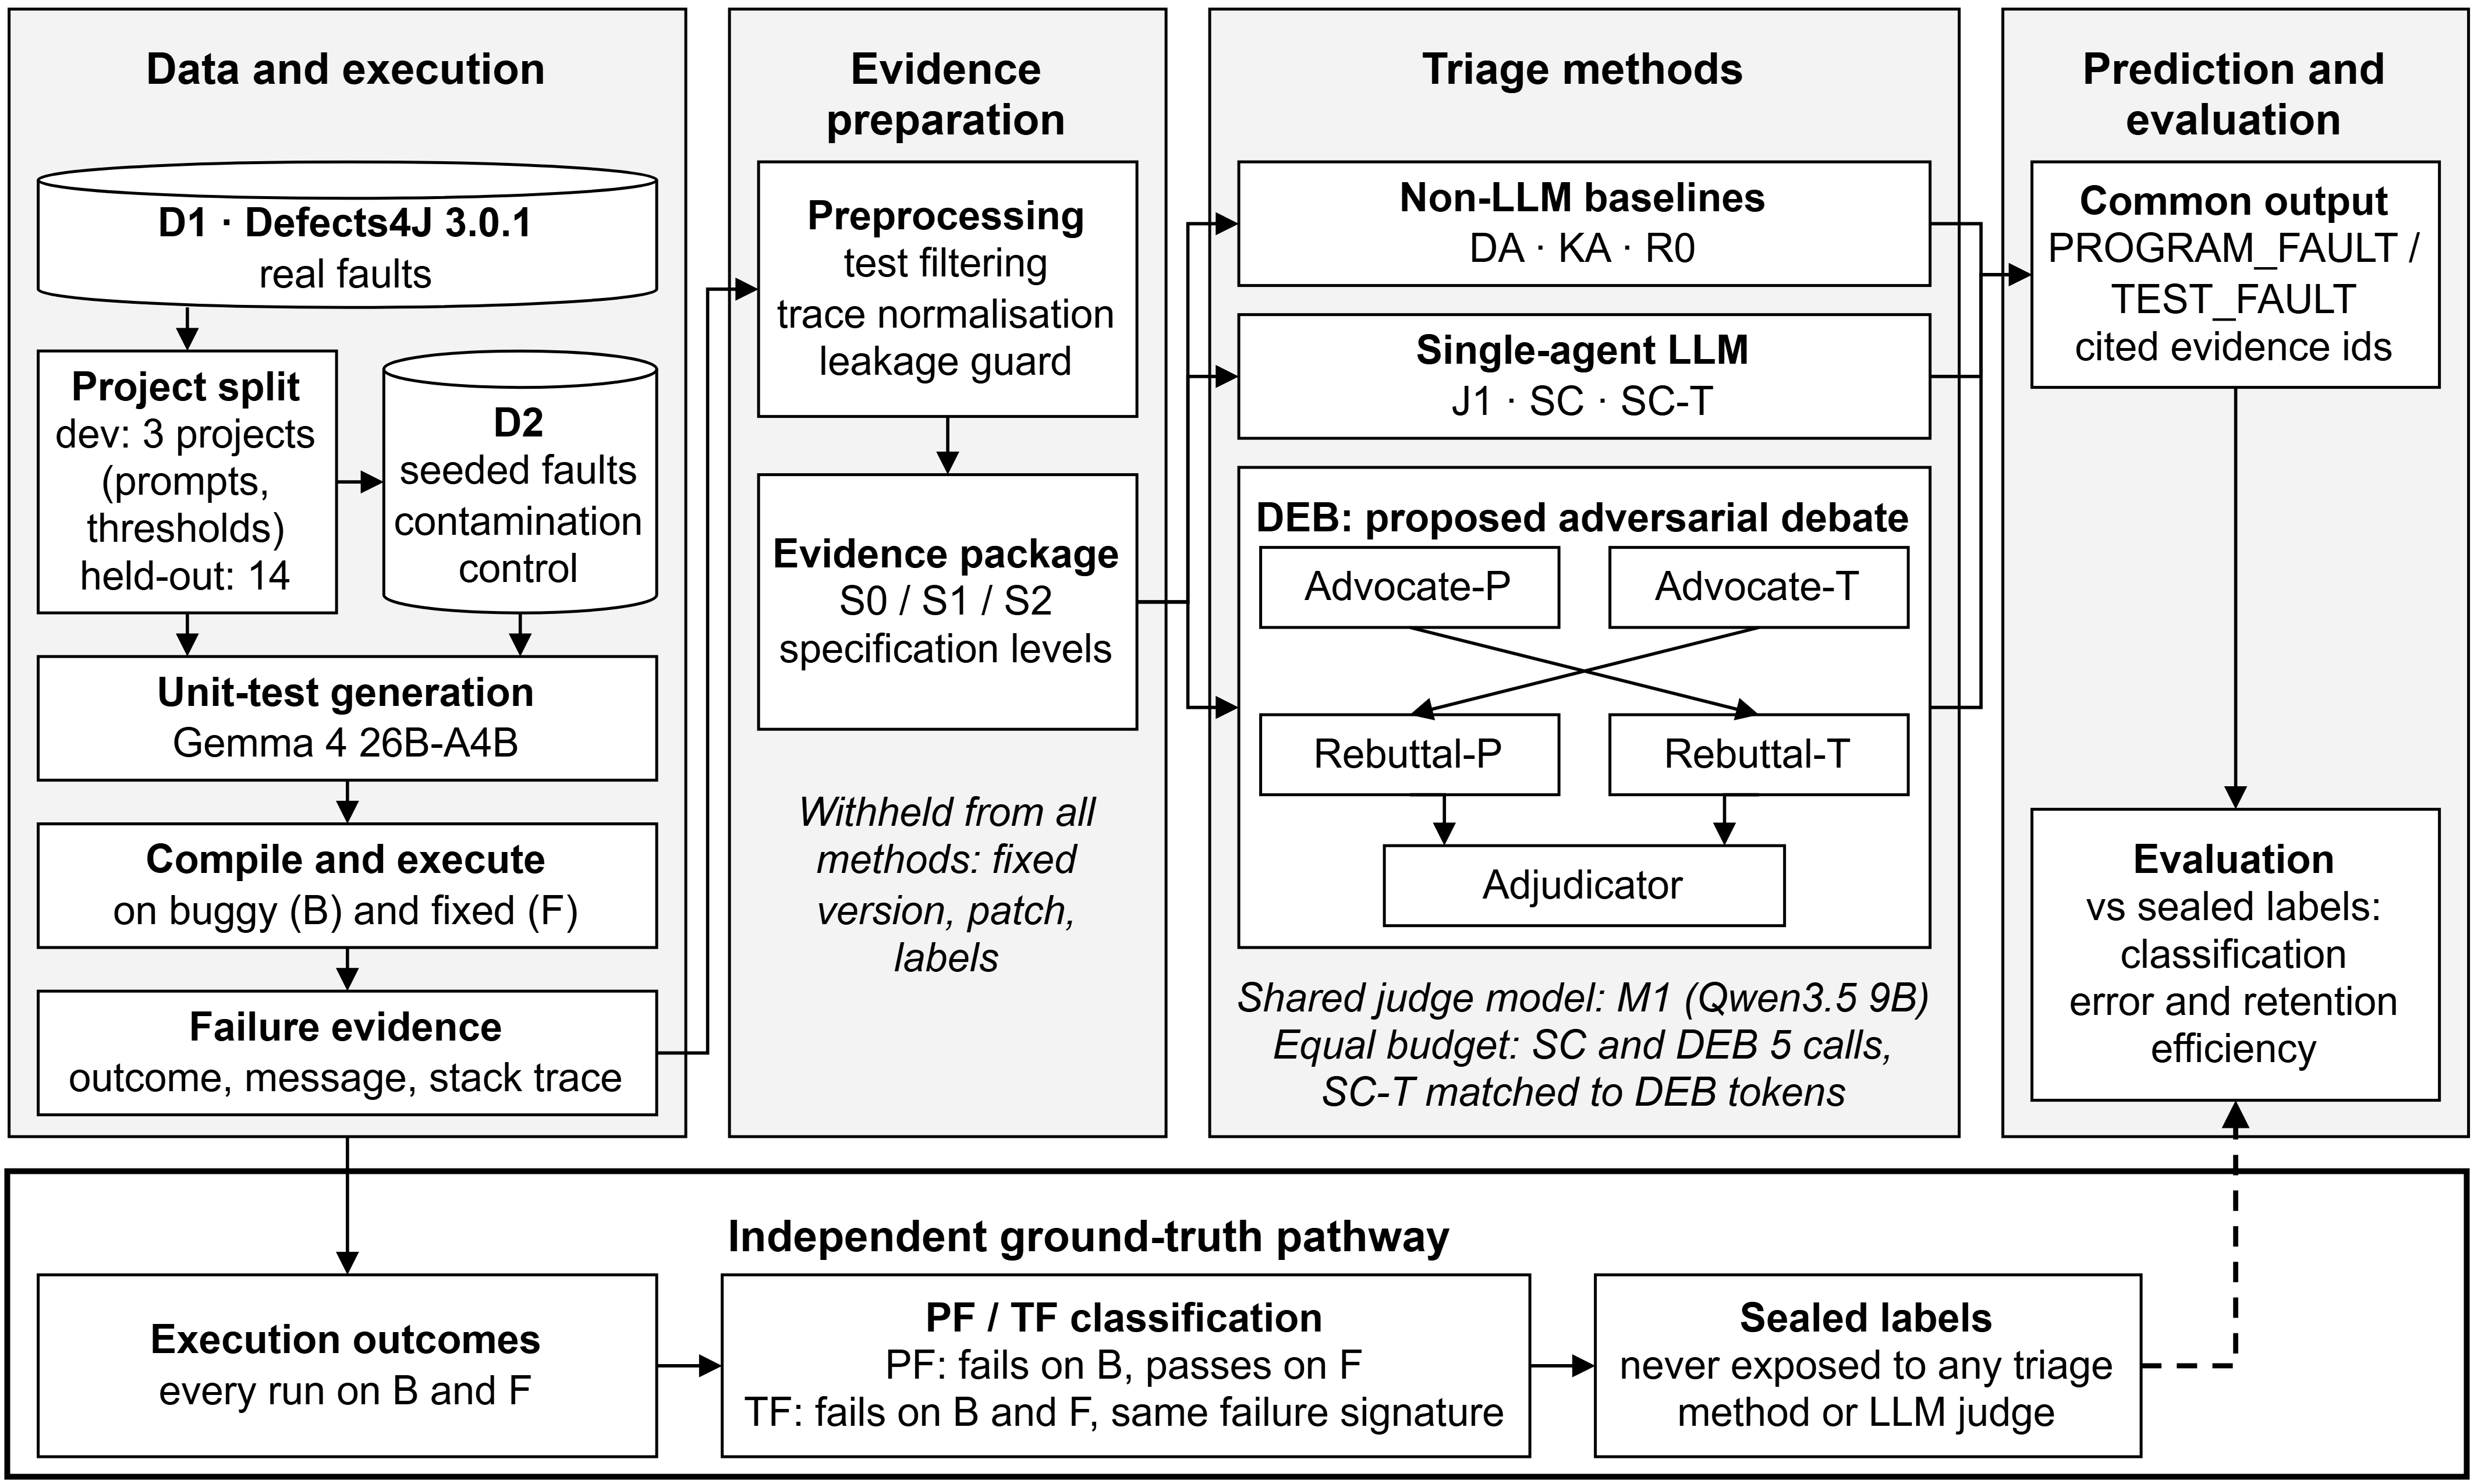 Data and execution
D1 · Defects4J 3.0.1
real faults
Project split
dev: 3 projects
(prompts,
thresholds)
held-out: 14
D2
seeded faults
contamination
control
Unit-test generation
Gemma 4 26B-A4B
Compile and execute
on buggy (B) and fixed (F)
Failure evidence
outcome, message, stack trace
Evidence
preparation
Preprocessing
test filtering
trace normalisation
leakage guard
Evidence package
S0 / S1 / S2
specification levels
Withheld from all
methods: fixed
version, patch,
labels
Triage methods
Non-LLM baselines
DA · KA · R0
Single-agent LLM
J1 · SC · SC-T
DEB: proposed adversarial debate
Advocate-P
Advocate-T
Rebuttal-P
Rebuttal-T
Adjudicator
Shared judge model: M1 (Qwen3.5 9B)
Equal budget: SC and DEB 5 calls,
SC-T matched to DEB tokens
Prediction and
evaluation
Common output
PROGRAM_FAULT /
TEST_FAULT
cited evidence ids
Evaluation
vs sealed labels:
classification
error and retention
efficiency
Independent ground-truth pathway
Execution outcomes
every run on B and F
PF / TF classification
PF: fails on B, passes on F
TF: fails on B and F, same failure signature
Sealed labels
never exposed to any triage
method or LLM judge